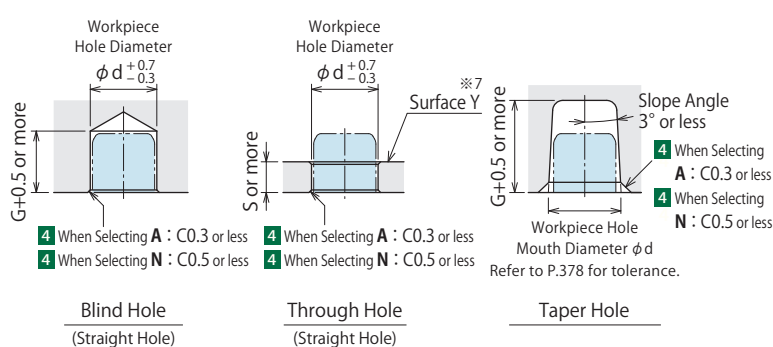 Workpiece
Hole Diameter
φd +0.7 −0.3
G+0.5 or more
4 When Selecting A：C0.3 or less
4 When Selecting N：C0.5 or less
Blind Hole
(Straight Hole)
Workpiece
Hole Diameter
φd +0.7 −0.3
※7
Surface Y
S or more
4 When Selecting A：C0.3 or less
4 When Selecting N：C0.5 or less
Through Hole
(Straight Hole)
Slope Angle
3° or less
G+0.5 or more
4 When Selecting
A：C0.3 or less
4 When Selecting
N：C0.5 or less
Workpiece Hole
Mouth Diameter φd
Refer to P.378 for tolerance.
Taper Hole